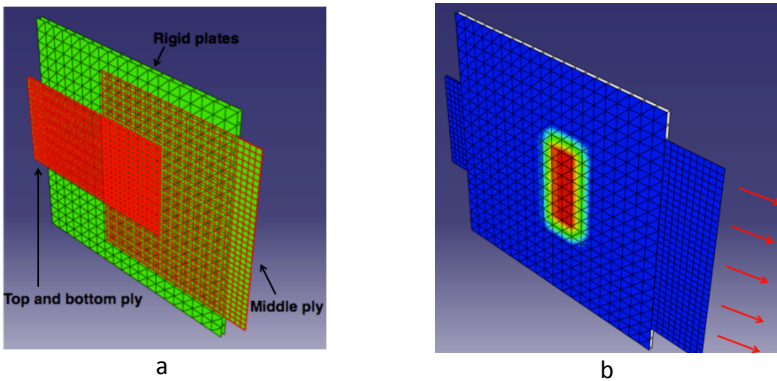 Rigid plates
Top and bottom ply
Middle ply
a
b